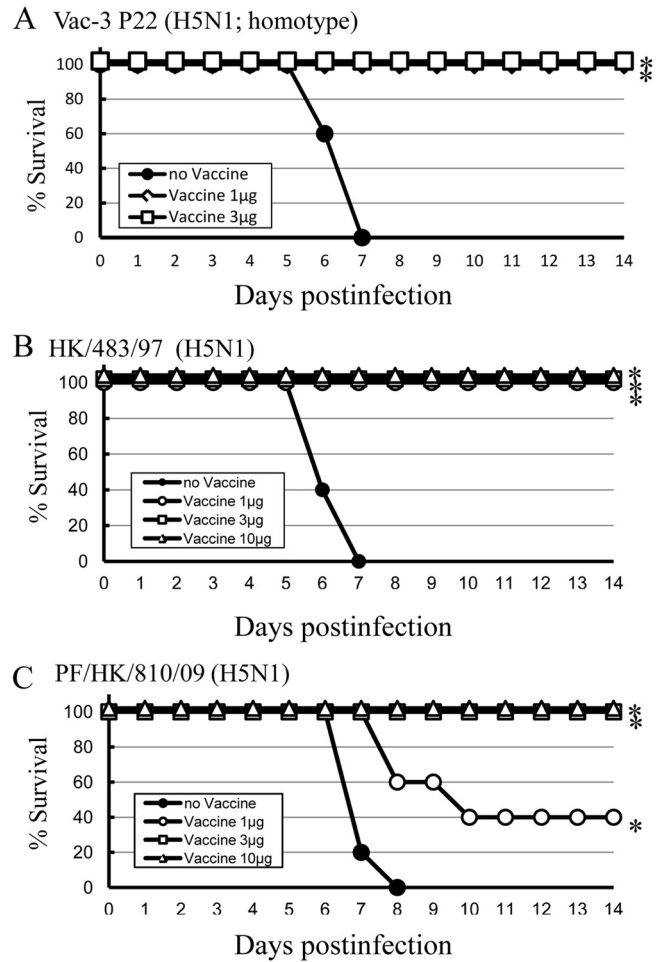 A Vac-3 P22 (H5N1; homotype)
% Survival
100
80
60
40
20
0
no Vaccine
Vaccine 1µg
Vaccine 3µg
*
*
0 1 2 3 4 5 6 7 8 9 10 11 12 13 14
Days postinfection
B HK/483/97 (H5N1)
% Survival
100
80
60
40
20
0
no Vaccine
Vaccine 1µg
Vaccine 3µg
Vaccine 10µg
*
*
*
0 1 2 3 4 5 6 7 8 9 10 11 12 13 14
Days postinfection
C PF/HK/810/09 (H5N1)
% Survival
100
80
60
40
20
0
no Vaccine
Vaccine 1µg
Vaccine 3µg
Vaccine 10µg
*
*
*
0 1 2 3 4 5 6 7 8 9 10 11 12 13 14
Days postinfection